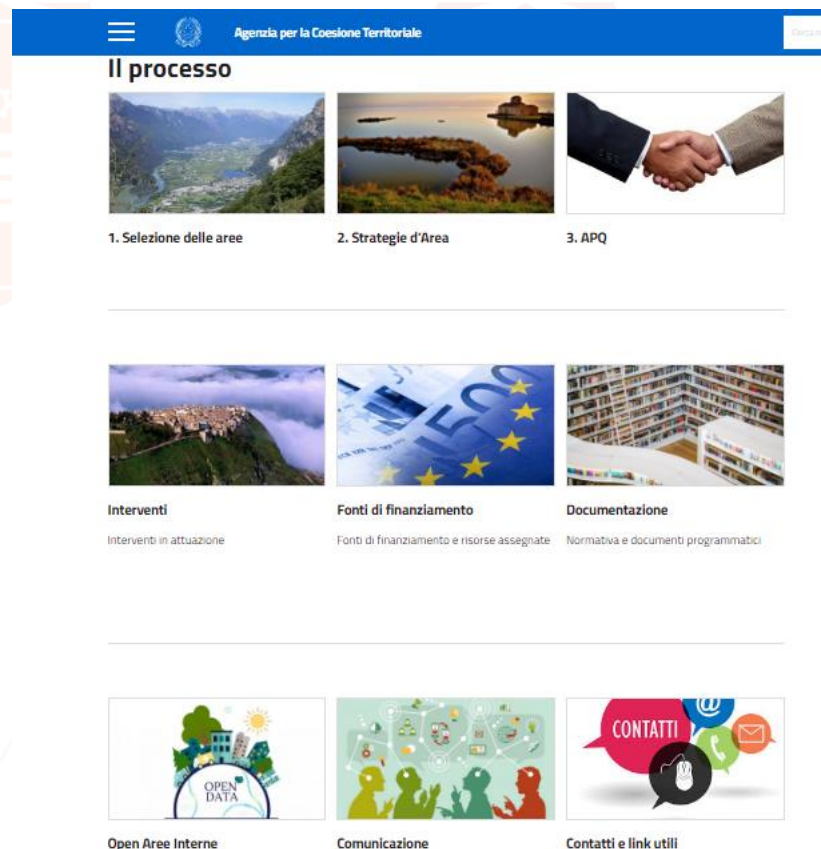 Agenzia per la Coesione Territoriale
Il processo
1. Selezione delle aree
2. Strategie d'Area
3. APQ
500
Interventi
Interventi in attuazione
Fonti di finanziamento
Fonti di finanziamento e risorse assegnate
Documentazione
Normativa e documenti programmatici
OPEN
DATA
CONTATTI
@
Open Aree Interne
Comunicazione
Contatti e link utili